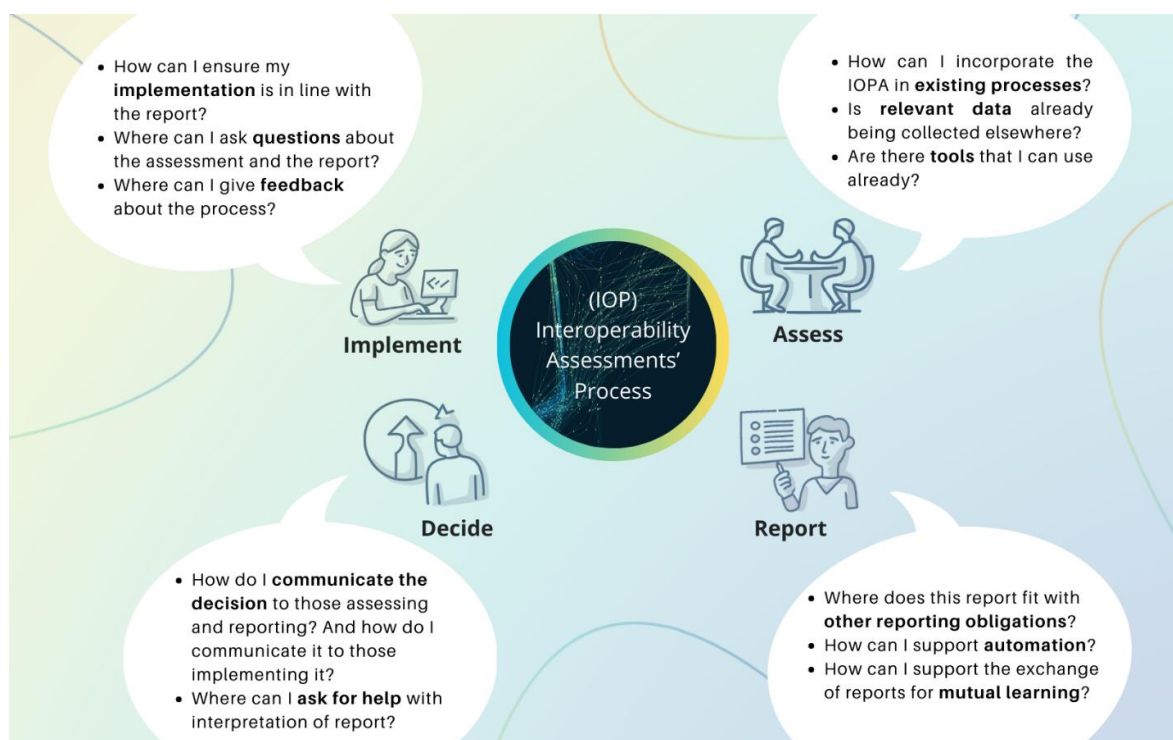 • How can I ensure my
implementation is in line with
the report?
• Where can I ask questions about
the assessment and the report?
• Where can I give feedback
about the process?
• How can I incorporate the
IOPA in existing processes?
• Is relevant data already
being collected elsewhere?
• Are there tools that I can use
already?
Implement
(IOP)
Interoperability
Assessments’
Process
Assess
Decide
Report
• How do I communicate the
decision to those assessing
and reporting? And how do I
communicate it to those
implementing it?
• Where can I ask for help with
interpretation of report?
• Where does this report fit with
other reporting obligations?
• How can I support automation?
• How can I support the exchange
of reports for mutual learning?